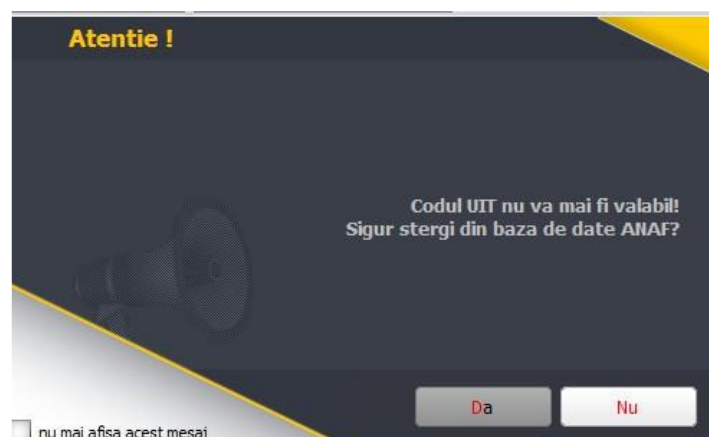 Atentie !
Codul UIT nu va mai fi valabil!
Sigur stergi din baza de date ANAF?
Da
Nu
nu mai afisa acest mesaj